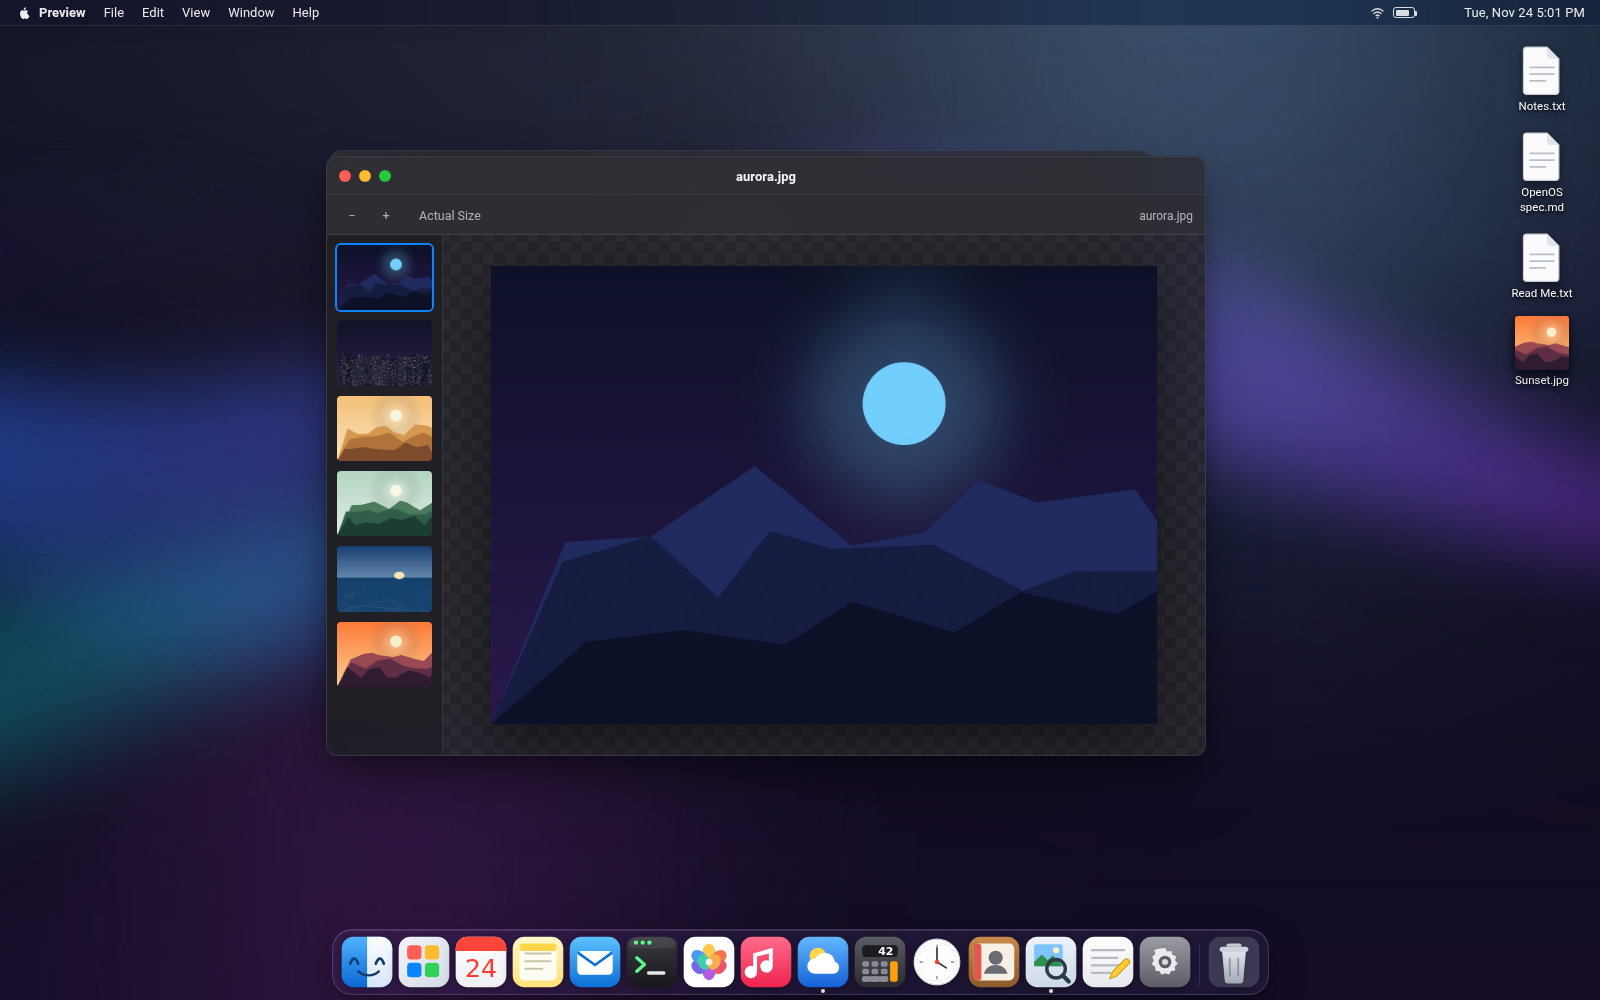 Preview File Edit View Window Help Tue, Nov 24 5:01 PM
Notes.txt
OpenOS
spec.md
Read Me.txt
Sunset.jpg
aurora.jpg
− + Actual Size aurora.jpg
24
42